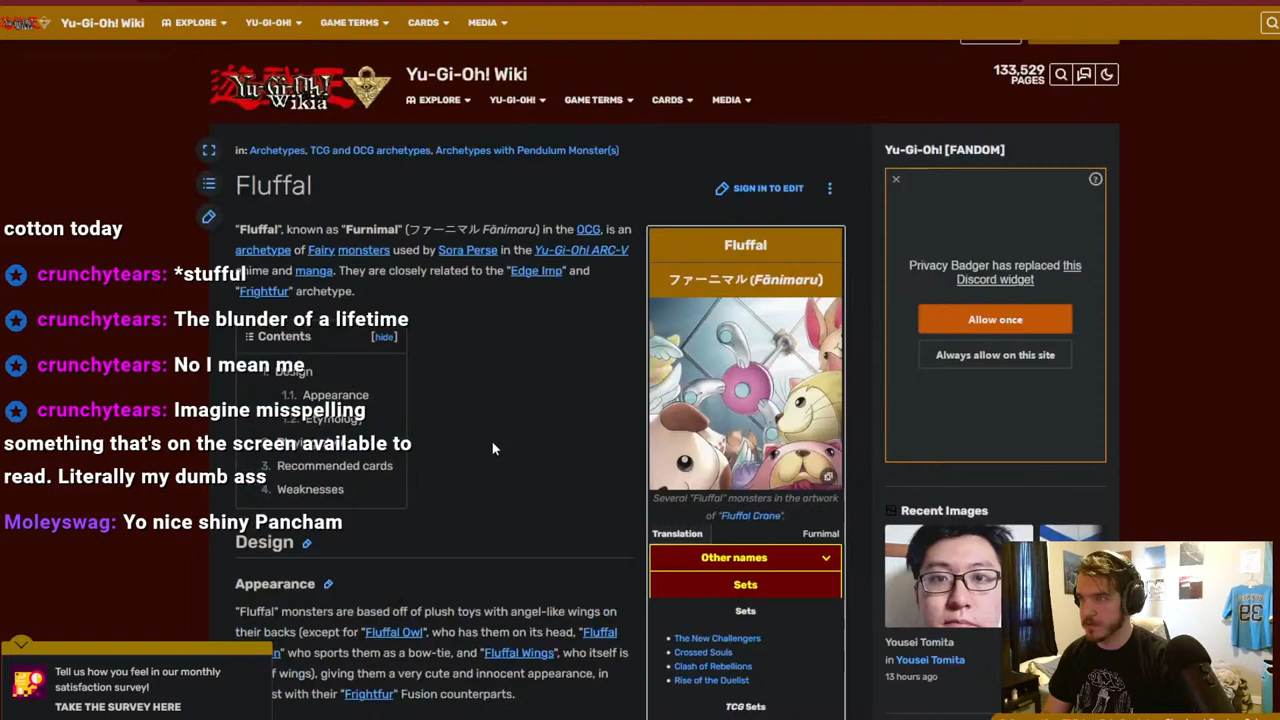 Yu-Gi-Oh! Wiki
EXPLORE
YU-GI-OH!
GAME TERMS
CARDS
MEDIA
Yu-Gi-Oh! Wikia
Yu-Gi-Oh! Wiki
EXPLORE
YU-GI-OH!
GAME TERMS
CARDS
MEDIA
133,529
PAGES
in: Archetypes, TCG and OCG archetypes, Archetypes with Pendulum Monster(s)
Fluffal
SIGN IN TO EDIT
"Fluffal", known as "Furnimal" (ファーニマル Fānimaru) in the OCG, is an
archetype of Fairy monsters used by Sora Perse in the Yu-Gi-Oh! ARC-V
anime and manga. They are closely related to the "Edge Imp" and
"Frightfur" archetype.
Contents [hide]
Design
1.1. Appearance
1.2. Etymology
3. Recommended cards
4. Weaknesses
Design
Appearance
"Fluffal" monsters are based off of plush toys with angel-like wings on
their backs (except for "Fluffal Owl", who has them on its head, "Fluffal
who sports them as a bow-tie, and "Fluffal Wings", who itself is
of wings), giving them a very cute and innocent appearance, in
st with their "Frightfur" Fusion counterparts.
Fluffal
ファーニマル (Fānimaru)
Several "Fluffal" monsters in the artwork
of "Fluffal Crane".
Translation
Furnimal
Other names
Sets
Sets
The New Challengers
Crossed Souls
Clash of Rebellions
Rise of the Duelist
TCG Sets
Yu-Gi-Oh! [FANDOM]
Privacy Badger has replaced this
Discord widget
Allow once
Always allow on this site
Recent Images
Yousei Tomita
in Yousei Tomita
13 hours ago
cotton today
crunchytears: *stufful
crunchytears: The blunder of a lifetime
crunchytears: No I mean me
crunchytears: Imagine misspelling
something that's on the screen available to
read. Literally my dumb ass
Moleyswag: Yo nice shiny Pancham
Tell us how you feel in our monthly
satisfaction survey!
TAKE THE SURVEY HERE